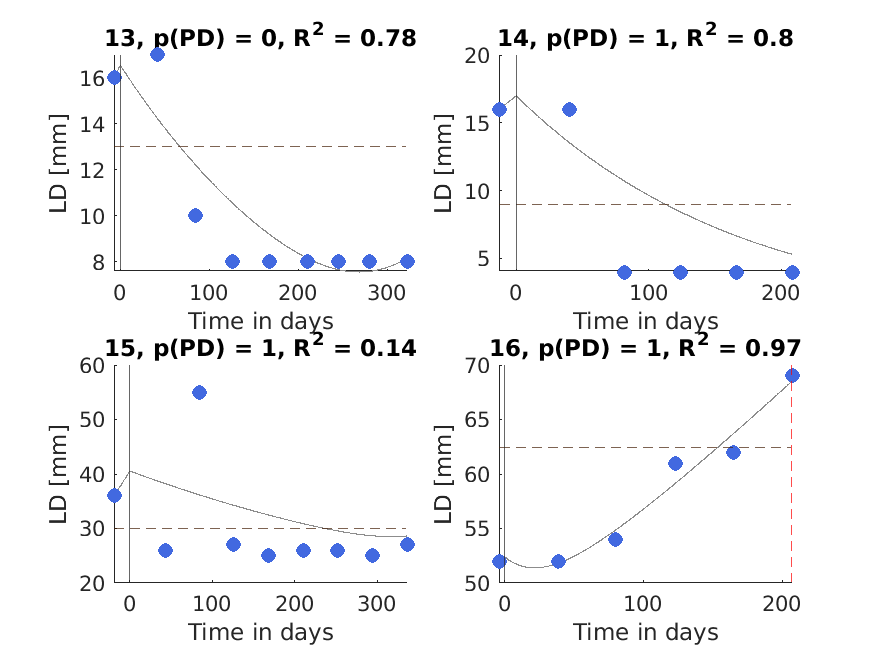 13, p(PD) = 0, R² = 0.78
16
14
12
10
8
LD [mm]
0 100 200 300
Time in days
14, p(PD) = 1, R² = 0.8
20
15
10
5
LD [mm]
0 100 200
Time in days
15, p(PD) = 1, R² = 0.14
60
50
40
30
20
LD [mm]
0 100 200 300
Time in days
16, p(PD) = 1, R² = 0.97
70
65
60
55
50
LD [mm]
0 100 200
Time in days